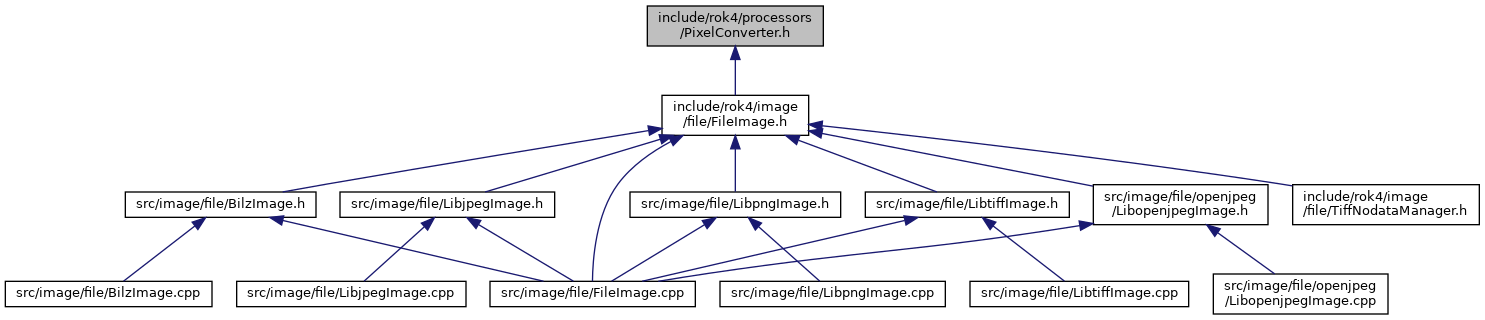 include/rok4/processors
/PixelConverter.h
include/rok4/image
/file/FileImage.h
src/image/file/BilzImage.h
src/image/file/LibjpegImage.h
src/image/file/LibpngImage.h
src/image/file/LibtiffImage.h
src/image/file/openjpeg
/LibopenjpegImage.h
include/rok4/image
/file/TiffNodataManager.h
src/image/file/BilzImage.cpp
src/image/file/LibjpegImage.cpp
src/image/file/FileImage.cpp
src/image/file/LibpngImage.cpp
src/image/file/LibtiffImage.cpp
src/image/file/openjpeg
/LibopenjpegImage.cpp